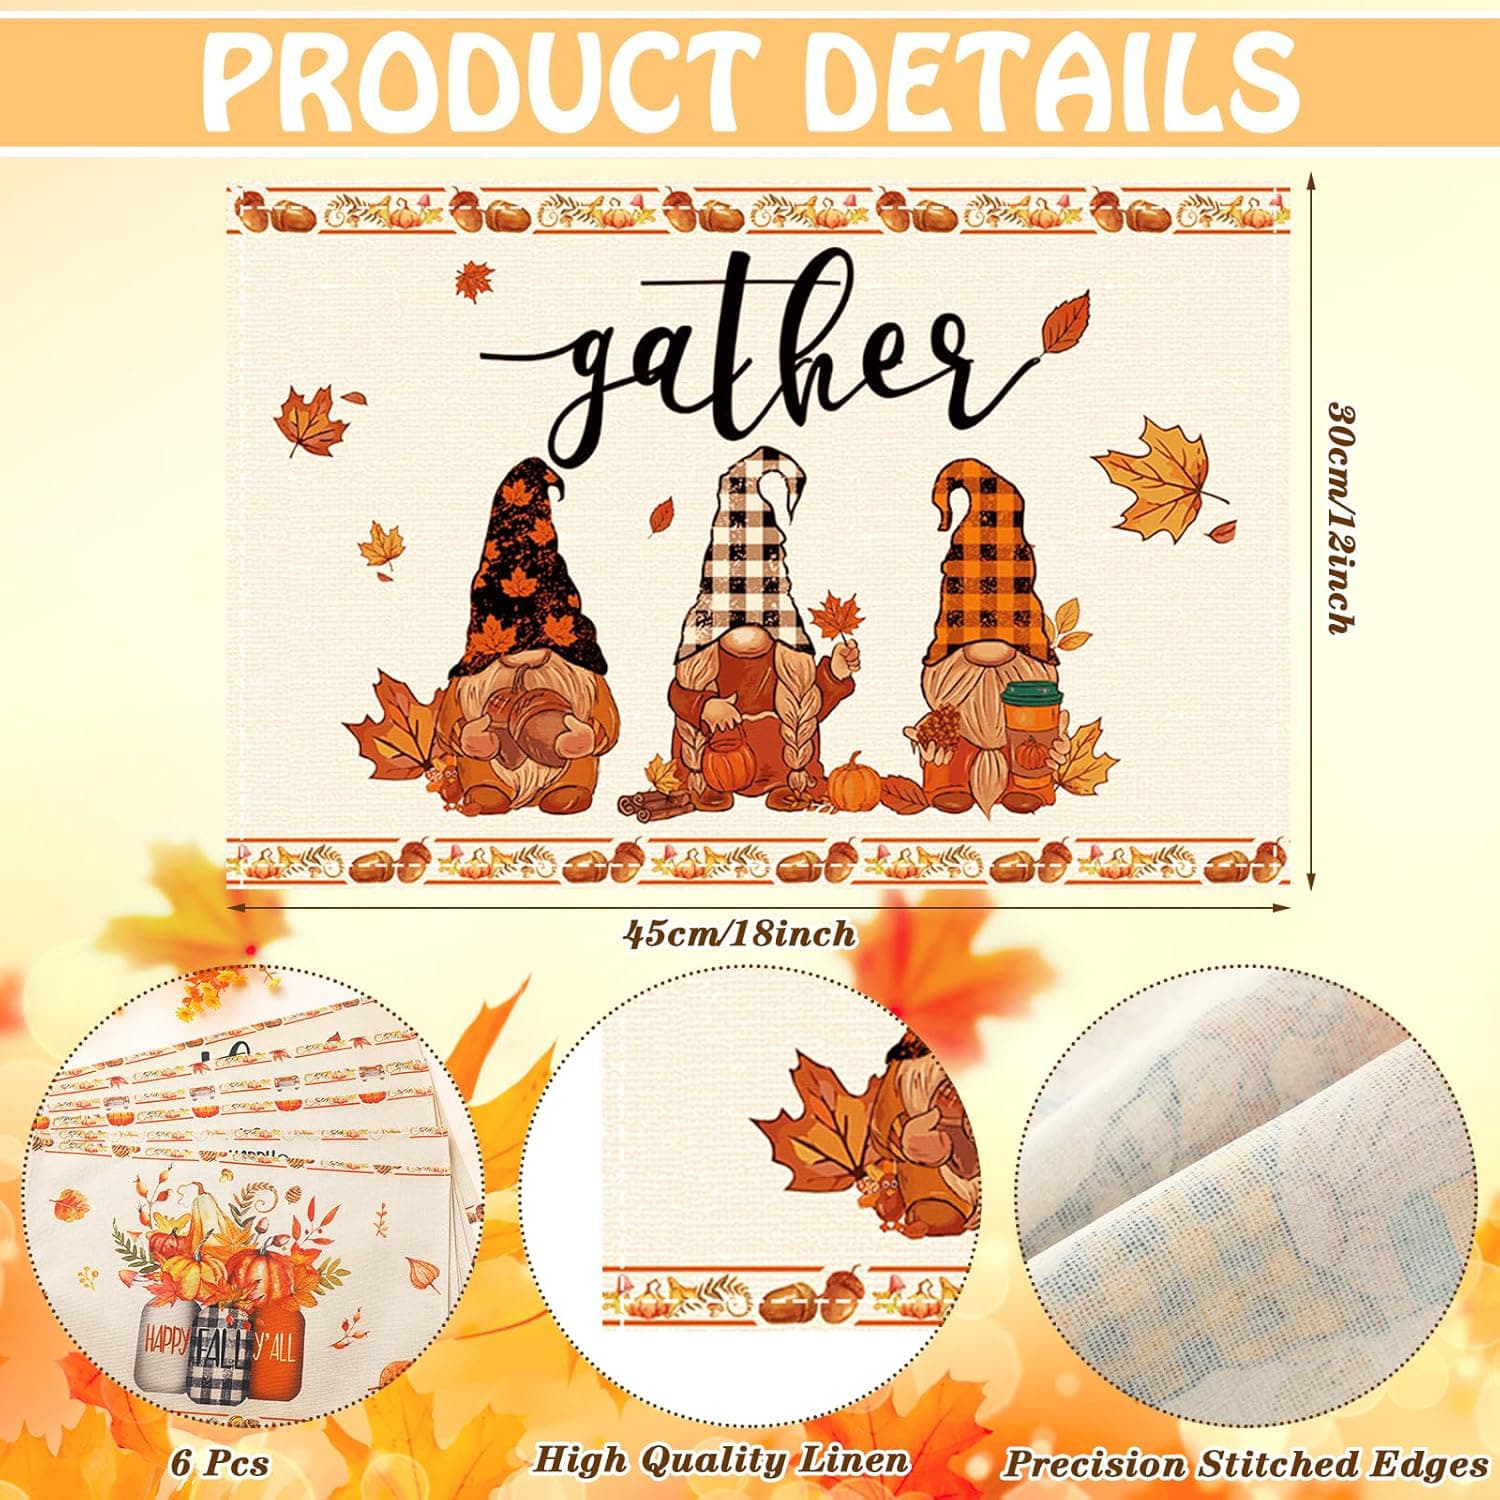 PRODUCT DETAILS
gather
30cm/12inch
45cm/18inch
HAPPY
FALL
Y'ALL
6 Pcs
High Quality Linen
Precision Stitched Edges